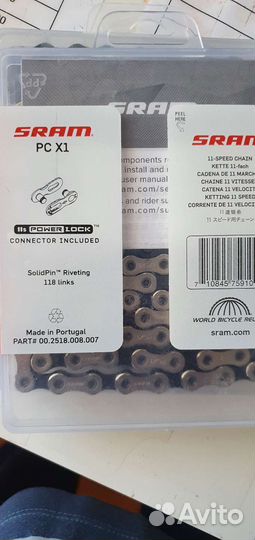 SRAM
PEEL
HERE
SRAM
PC X1
11s POWERLOCK
CONNECTOR INCLUDED
SolidPin™ Riveting
118 links
Made in Portugal
PART# 00.2518.008.007
omponents
install and
user manual
sram.com/se
and rider
sram.com/
SRAM
11-SPEED CHAIN
KETTE 11-fach
CADENA DE 11 MARCH
CHAINE 11 VITESSE
CATENA 11 VELOCIT
KETTING 11 SPEED
CORRENTE DE 11 VELOCI
11 速链条
11 スピード用チェーン
7 10845 75910
WORLD BICYCLE RELI
sram.com
SRAM
SRAM
Avito